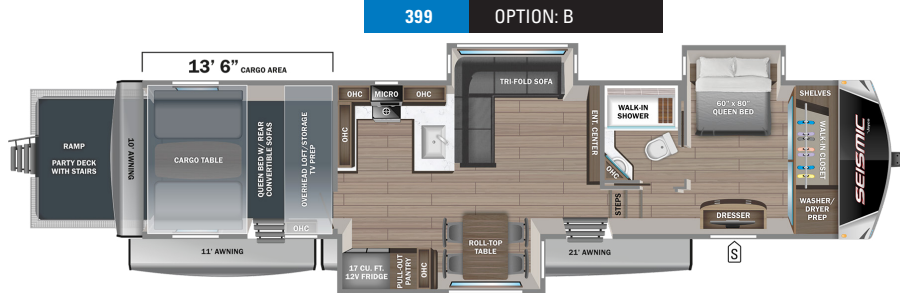 399
OPTION: B
13' 6" CARGO AREA
RAMP
PARTY DECK
WITH STAIRS
10' AWNING
CARGO TABLE
QUEEN BED W/ REAR
CONVERTIBLE SOFAS
OVERHEAD LOFT/STORAGE
TV PREP
OHC
11' AWNING
OHC
OHC
MICRO
OHC
TRI-FOLD SOFA
17 CU. FT.
12V FRIDGE
PULL-OUT
PANTRY
OHC
ROLL-TOP
TABLE
21' AWNING
ENT. CENTER
WALK-IN
SHOWER
OHC
STEPS
60" x 80"
QUEEN BED
DRESSER
S
SHELVES
WALK-IN CLOSET
WASHER/
DRYER
PREP
SEISMIC